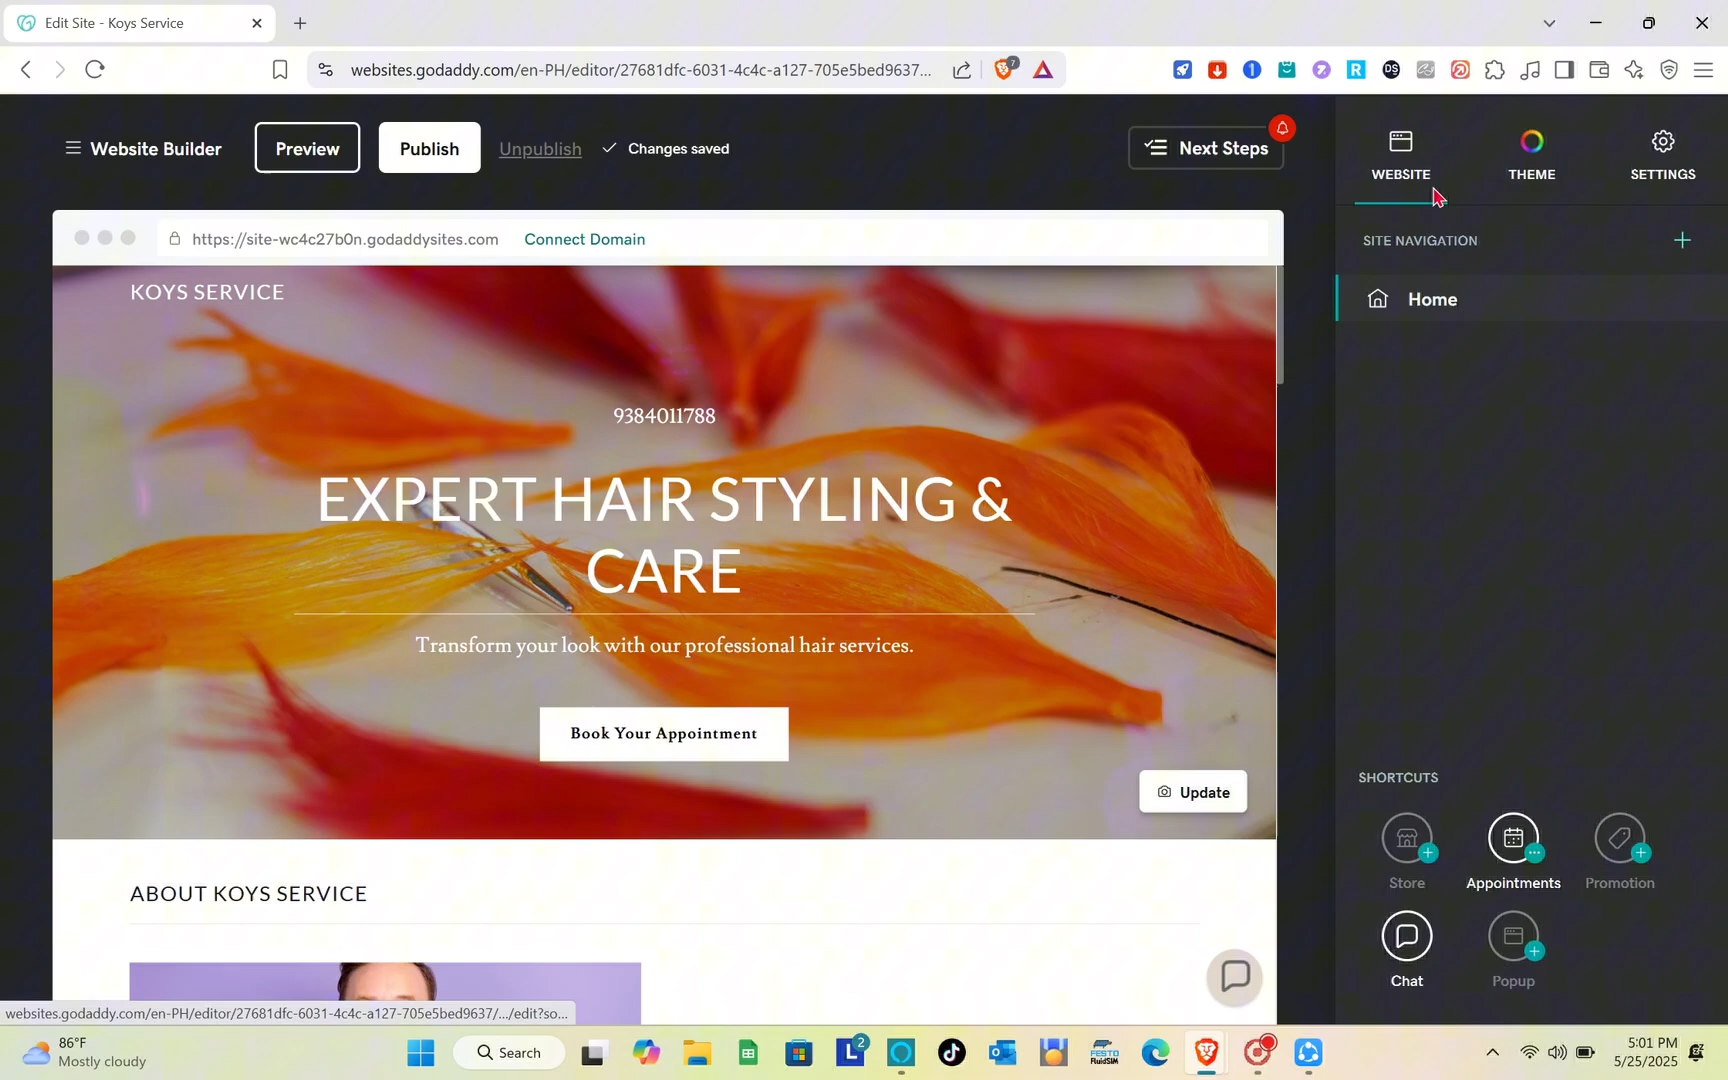 Edit Site - Koys Service
websites.godaddy.com/en-PH/editor/27681dfc-6031-4c4c-a127-705e5bed9637...
7
Website Builder
Preview
Publish
Unpublish
Changes saved
Next Steps
WEBSITE
THEME
SETTINGS
https://site-wc4c27b0n.godaddysites.com
Connect Domain
SITE NAVIGATION
Home
KOYS SERVICE
9384011788
EXPERT HAIR STYLING &
CARE
Transform your look with our professional hair services.
Book Your Appointment
Update
ABOUT KOYS SERVICE
SHORTCUTS
Store
Appointments
Promotion
Chat
Popup
websites.godaddy.com/en-PH/editor/27681dfc-6031-4c4c-a127-705e5bed9637/.../edit?so...
86°F
Mostly cloudy
Search
L
2
FESTO
FluidSIM
5:01 PM
5/25/2025